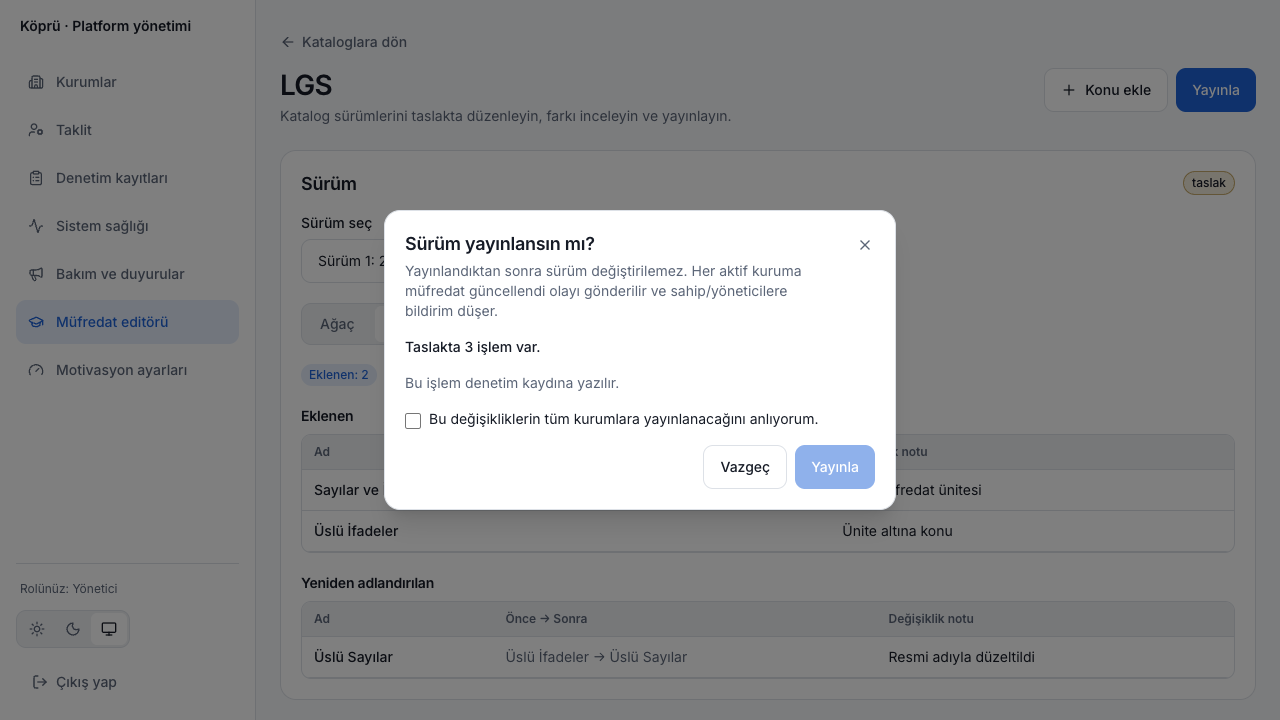 Köprü · Platform yönetimi
Kurumlar
Taklit
Denetim kayıtları
Sistem sağlığı
Bakım ve duyurular
Müfredat editörü
Motivasyon ayarları
Rolünüz: Yönetici
Çıkış yap
Kataloglara dön
LGS
Katalog sürümlerini taslakta düzenleyin, farkı inceleyin ve yayınlayın.
Konu ekle
Yayınla
Sürüm
taslak
Sürüm seç
Sürüm 1:
Ağaç
Eklenen: 2
Sürüm yayınlansın mı?
Yayınlandıktan sonra sürüm değiştirilemez. Her aktif kuruma
müfredat güncellendi olayı gönderilir ve sahip/yöneticilere
bildirim düşer.
Taslakta 3 işlem var.
Bu işlem denetim kaydına yazılır.
Bu değişikliklerin tüm kurumlara yayınlanacağını anlıyorum.
Vazgeç
Yayınla
Eklenen
Ad notu
Sayılar ve ünitesi
Üslü İfadeler Ünite altına konu
Yeniden adlandırılan
Ad Önce → Sonra Değişiklik notu
Üslü Sayılar Üslü İfadeler → Üslü Sayılar Resmi adıyla düzeltildi